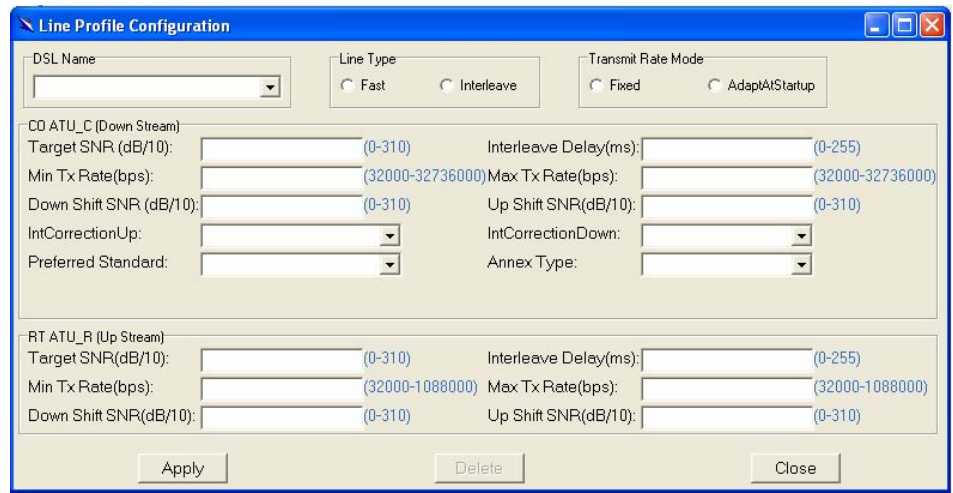 Line Profile Configuration
DSL Name Line Type Transmit Rate Mode
Fast Interleave Fixed AdaptAtStartup
CO ATU_C (Down Stream)
Target SNR (dB/10): (0-310) Interleave Delay(ms): (0-255)
Min Tx Rate(bps): (32000-32736000) Max Tx Rate(bps): (32000-32736000)
Down Shift SNR (dB/10): (0-310) Up Shift SNR(dB/10): (0-310)
IntCorrectionUp: IntCorrectionDown:
Preferred Standard: Annex Type:
RT ATU_R (Up Stream)
Target SNR(dB/10): (0-310) Interleave Delay(ms): (0-255)
Min Tx Rate(bps): (32000-1088000) Max Tx Rate(bps): (32000-1088000)
Down Shift SNR(dB/10): (0-310) Up Shift SNR(dB/10): (0-310)
Apply Delete Close